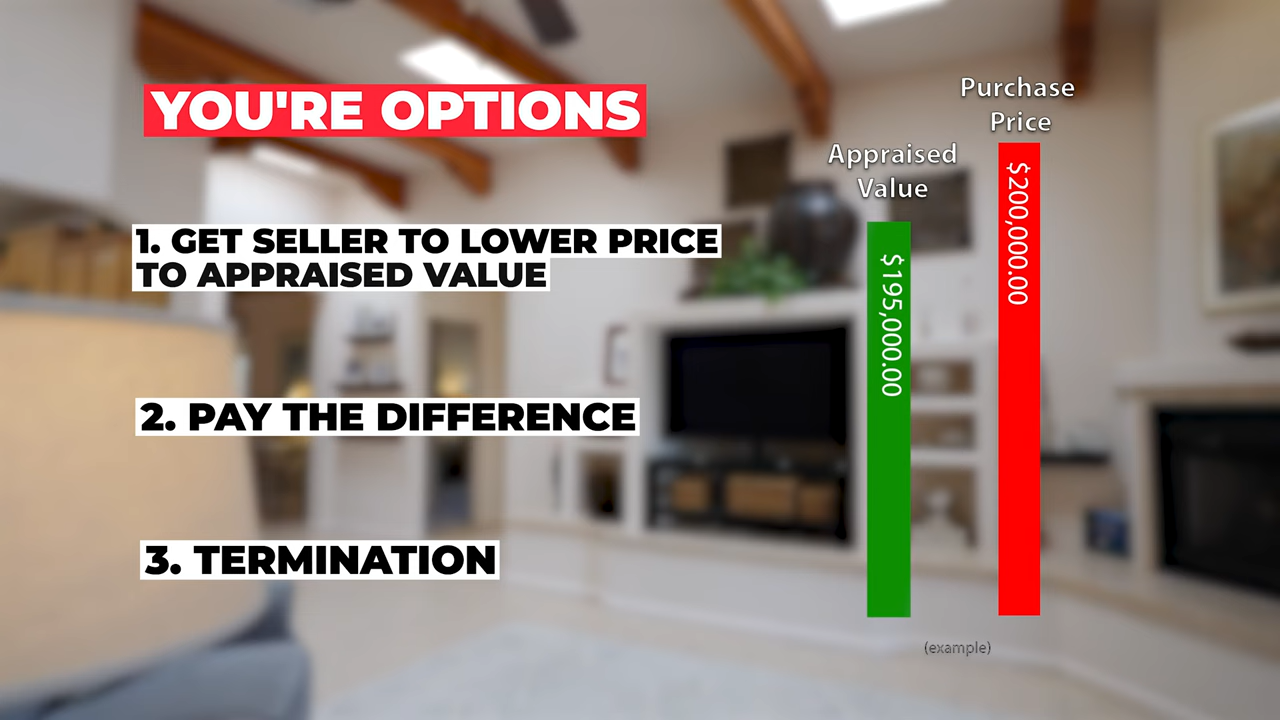 YOU'RE OPTIONS
1. GET SELLER TO LOWER PRICE
TO APPRAISED VALUE
2. PAY THE DIFFERENCE
3. TERMINATION
Appraised
Value
$195,000.00
Purchase
Price
$200,000.00
(example)